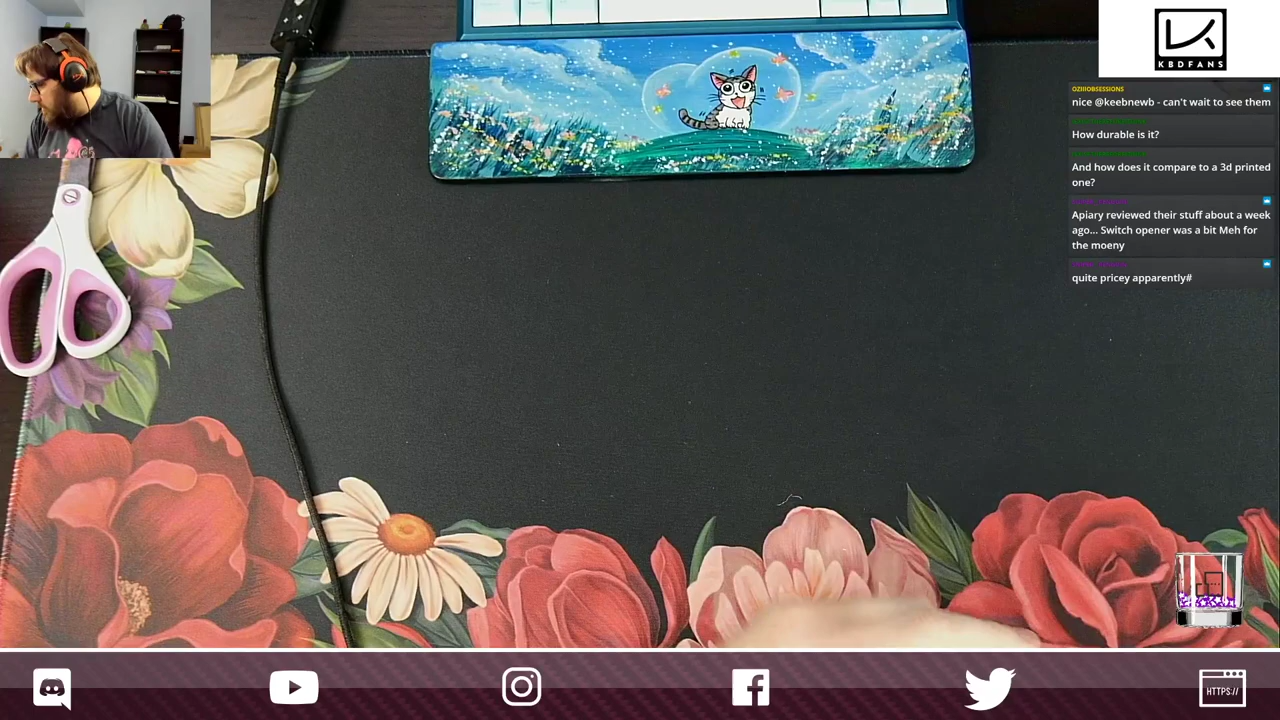 KBDFANS
OZIIIOBSESSIONS
nice @keebnewb - can't wait to see them
How durable is it?
And how does it compare to a 3d printed
one?
Apiary reviewed their stuff about a week
ago... Switch opener was a bit Meh for
the moeny
quite pricey apparently#
HTTPS://